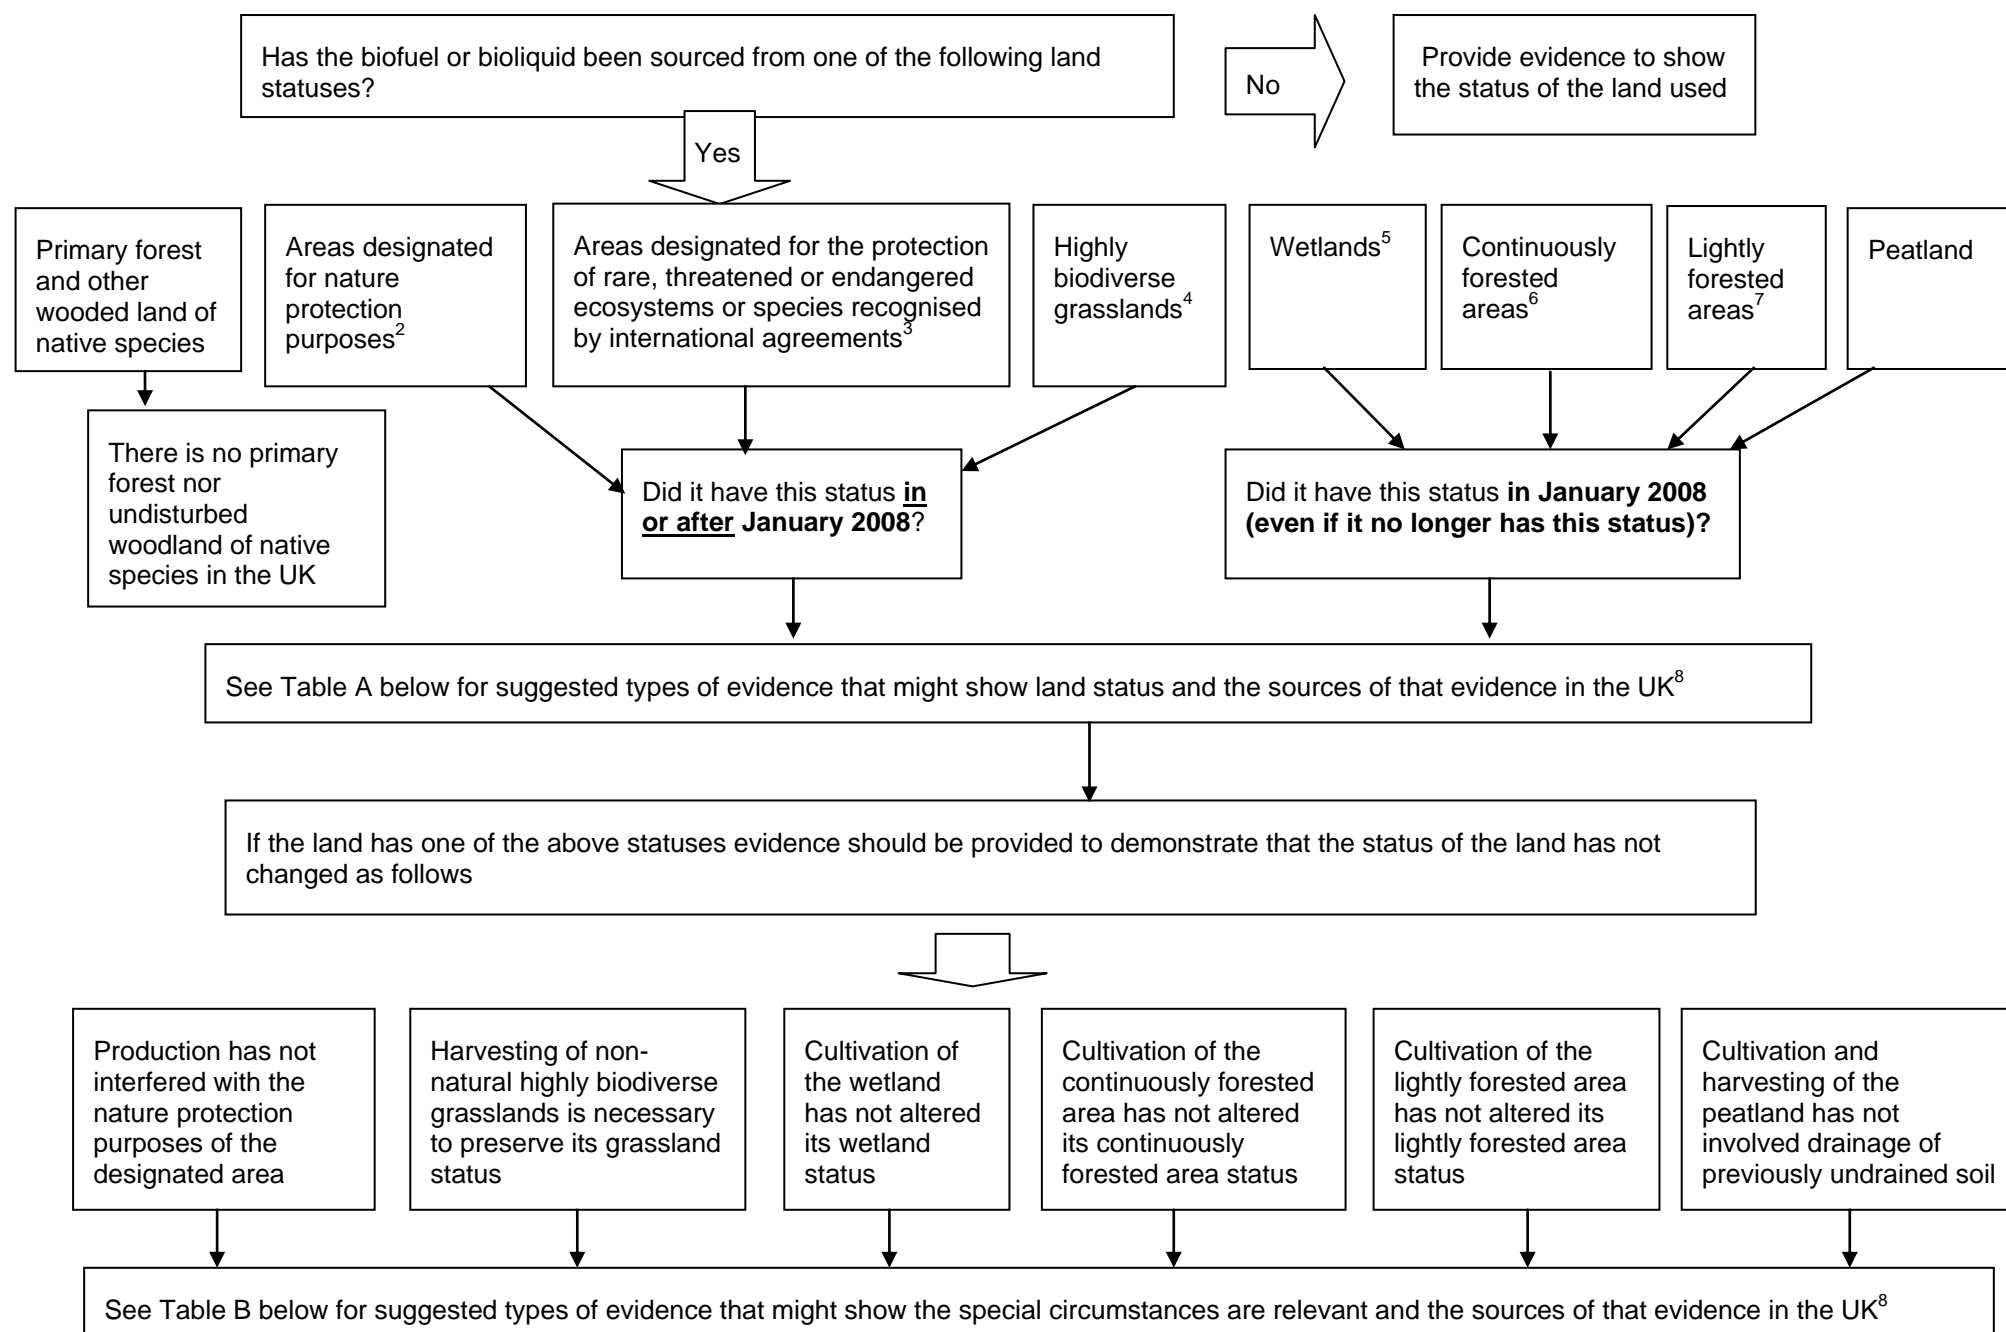 Has the biofuel or bioliquid been sourced from one of the following land
statuses?
No
Provide evidence to show
the status of the land used
Yes
Primary forest
and other
wooded land of
native species
Areas designated
for nature
protection
purposes2
Areas designated for the protection
of rare, threatened or endangered
ecosystems or species recognised
by international agreements3
Highly
biodiverse
grasslands4
Wetlands5
Continuously
forested
areas6
Lightly
forested
areas7
Peatland
There is no primary
forest nor
undisturbed
woodland of native
species in the UK
Did it have this status in
or after January 2008?
Did it have this status in January 2008
(even if it no longer has this status)?
See Table A below for suggested types of evidence that might show land status and the sources of that evidence in the UK8
If the land has one of the above statuses evidence should be provided to demonstrate that the status of the land has not
changed as follows
Production has not
interfered with the
nature protection
purposes of the
designated area
Harvesting of non-
natural highly biodiverse
grasslands is necessary
to preserve its grassland
status
Cultivation of
the wetland
has not altered
its wetland
status
Cultivation of the
continuously forested
area has not altered
its continuously
forested area status
Cultivation of the
lightly forested area
has not altered its
lightly forested area
status
Cultivation and
harvesting of the
peatland has not
involved drainage of
previously undrained soil
See Table B below for suggested types of evidence that might show the special circumstances are relevant and the sources of that evidence in the UK8